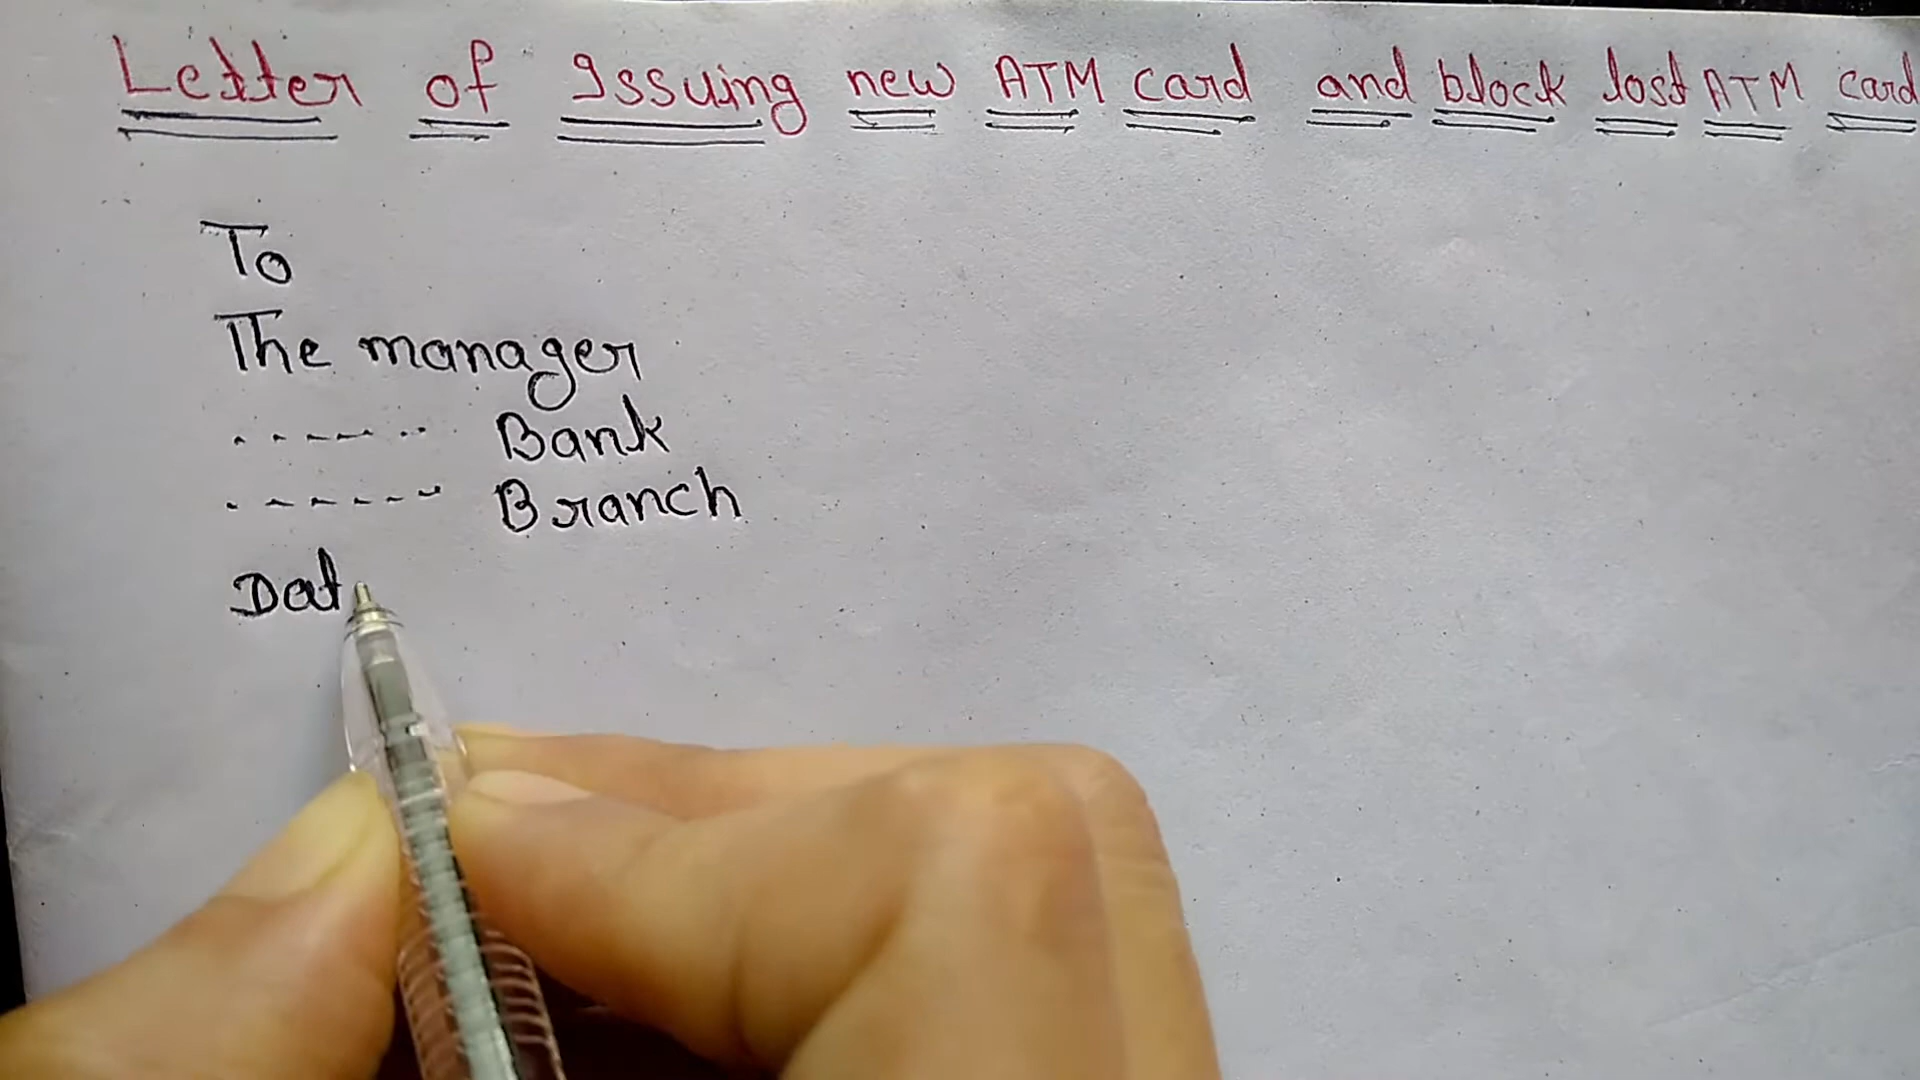 Letter of Issuing new ATM card and block lost ATM card
To
The manager
------- Bank
------- Branch
Dat